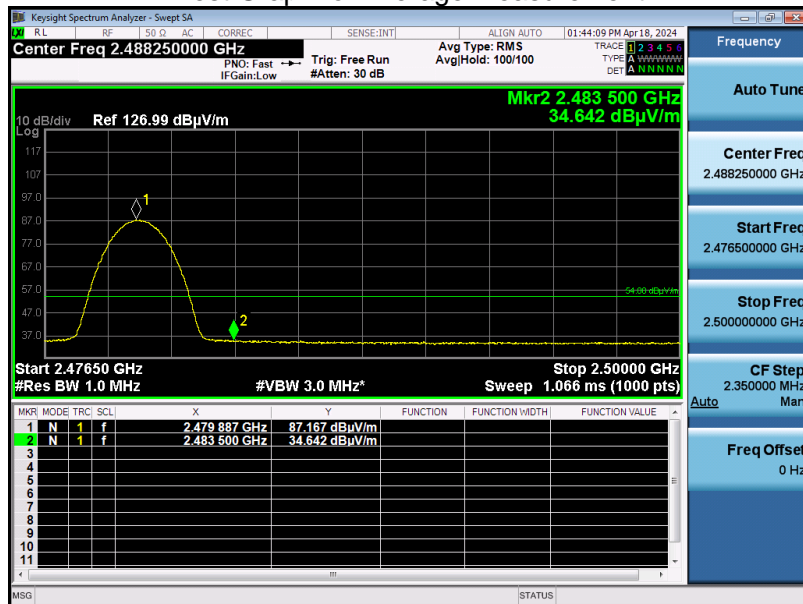 Keysight Spectrum Analyzer - Swept SA
LXI RL RF 50 Ω AC CORREC SENSE:INT ALIGN AUTO 01:44:09 PM Apr 18, 2024
Center Freq 2.488250000 GHz
PNO: Fast
IFGain:Low
Trig: Free Run
#Atten: 30 dB
Avg Type: RMS
Avg|Hold: 100/100
TRACE 1 2 3 4 5 6
TYPE A WWWWW
DET A N N N N N
Mkr2 2.483 500 GHz
34.642 dBµV/m
10 dB/div Ref 126.99 dBµV/m
Log
117
107
97.0
87.0
77.0
67.0
57.0
47.0
37.0
1
2
54.00 dBµV/m
Start 2.47650 GHz Stop 2.50000 GHz
#Res BW 1.0 MHz #VBW 3.0 MHz* Sweep 1.066 ms (1000 pts)
MKR MODE TRC SCL X Y FUNCTION FUNCTION WIDTH FUNCTION VALUE
1 N 1 f 2.479 887 GHz 87.167 dBµV/m
2 N 1 f 2.483 500 GHz 34.642 dBµV/m
3
4
5
6
7
8
9
10
11
MSG STATUS
Frequency
Auto Tune
Center Freq
2.488250000 GHz
Start Freq
2.476500000 GHz
Stop Freq
2.500000000 GHz
CF Step
2.350000 MHz
Auto Man
Freq Offset
0 Hz